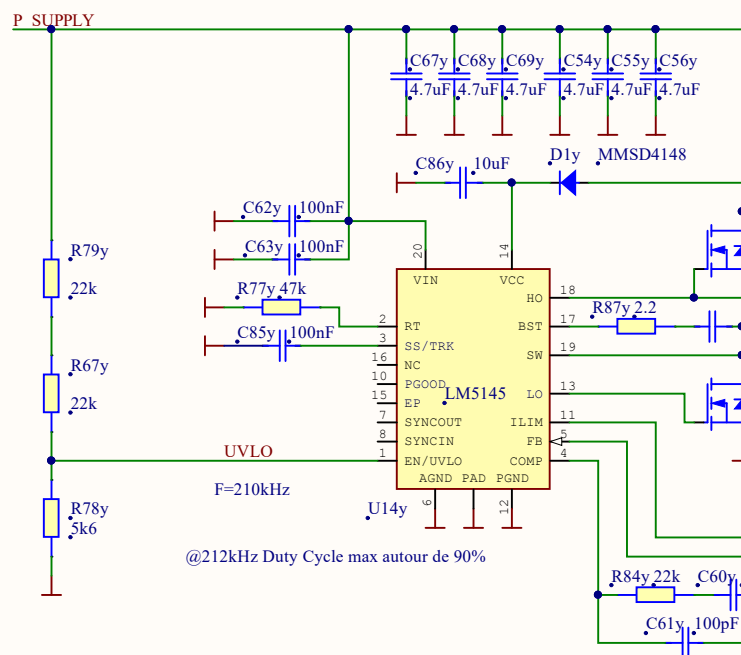 P_SUPPLY
C67y C68y C69y C54y C55y C56y
4.7uF 4.7uF 4.7uF 4.7uF 4.7uF 4.7uF
D1y MMSD4148
C86y 10uF
C62y 100nF
C63y 100nF
R79y
22k
20 14
VIN VCC
R77y 47k
HO 18
R87y 2.2
2 RT BST 17
C85y 100nF
3 SS/TRK SW 19
16 NC
R67y
22k
10 PGOOD
LM5145
LO 13
15 EP
7 SYNCOUT ILIM 11
8 SYNCIN FB 5
UVLO
1 EN/UVLO COMP 4
AGND PAD PGND
F=210kHz
6 12
U14y
R78y
5k6
@212kHz Duty Cycle max autour de 90%
R84y 22k C60y
C61y 100pF